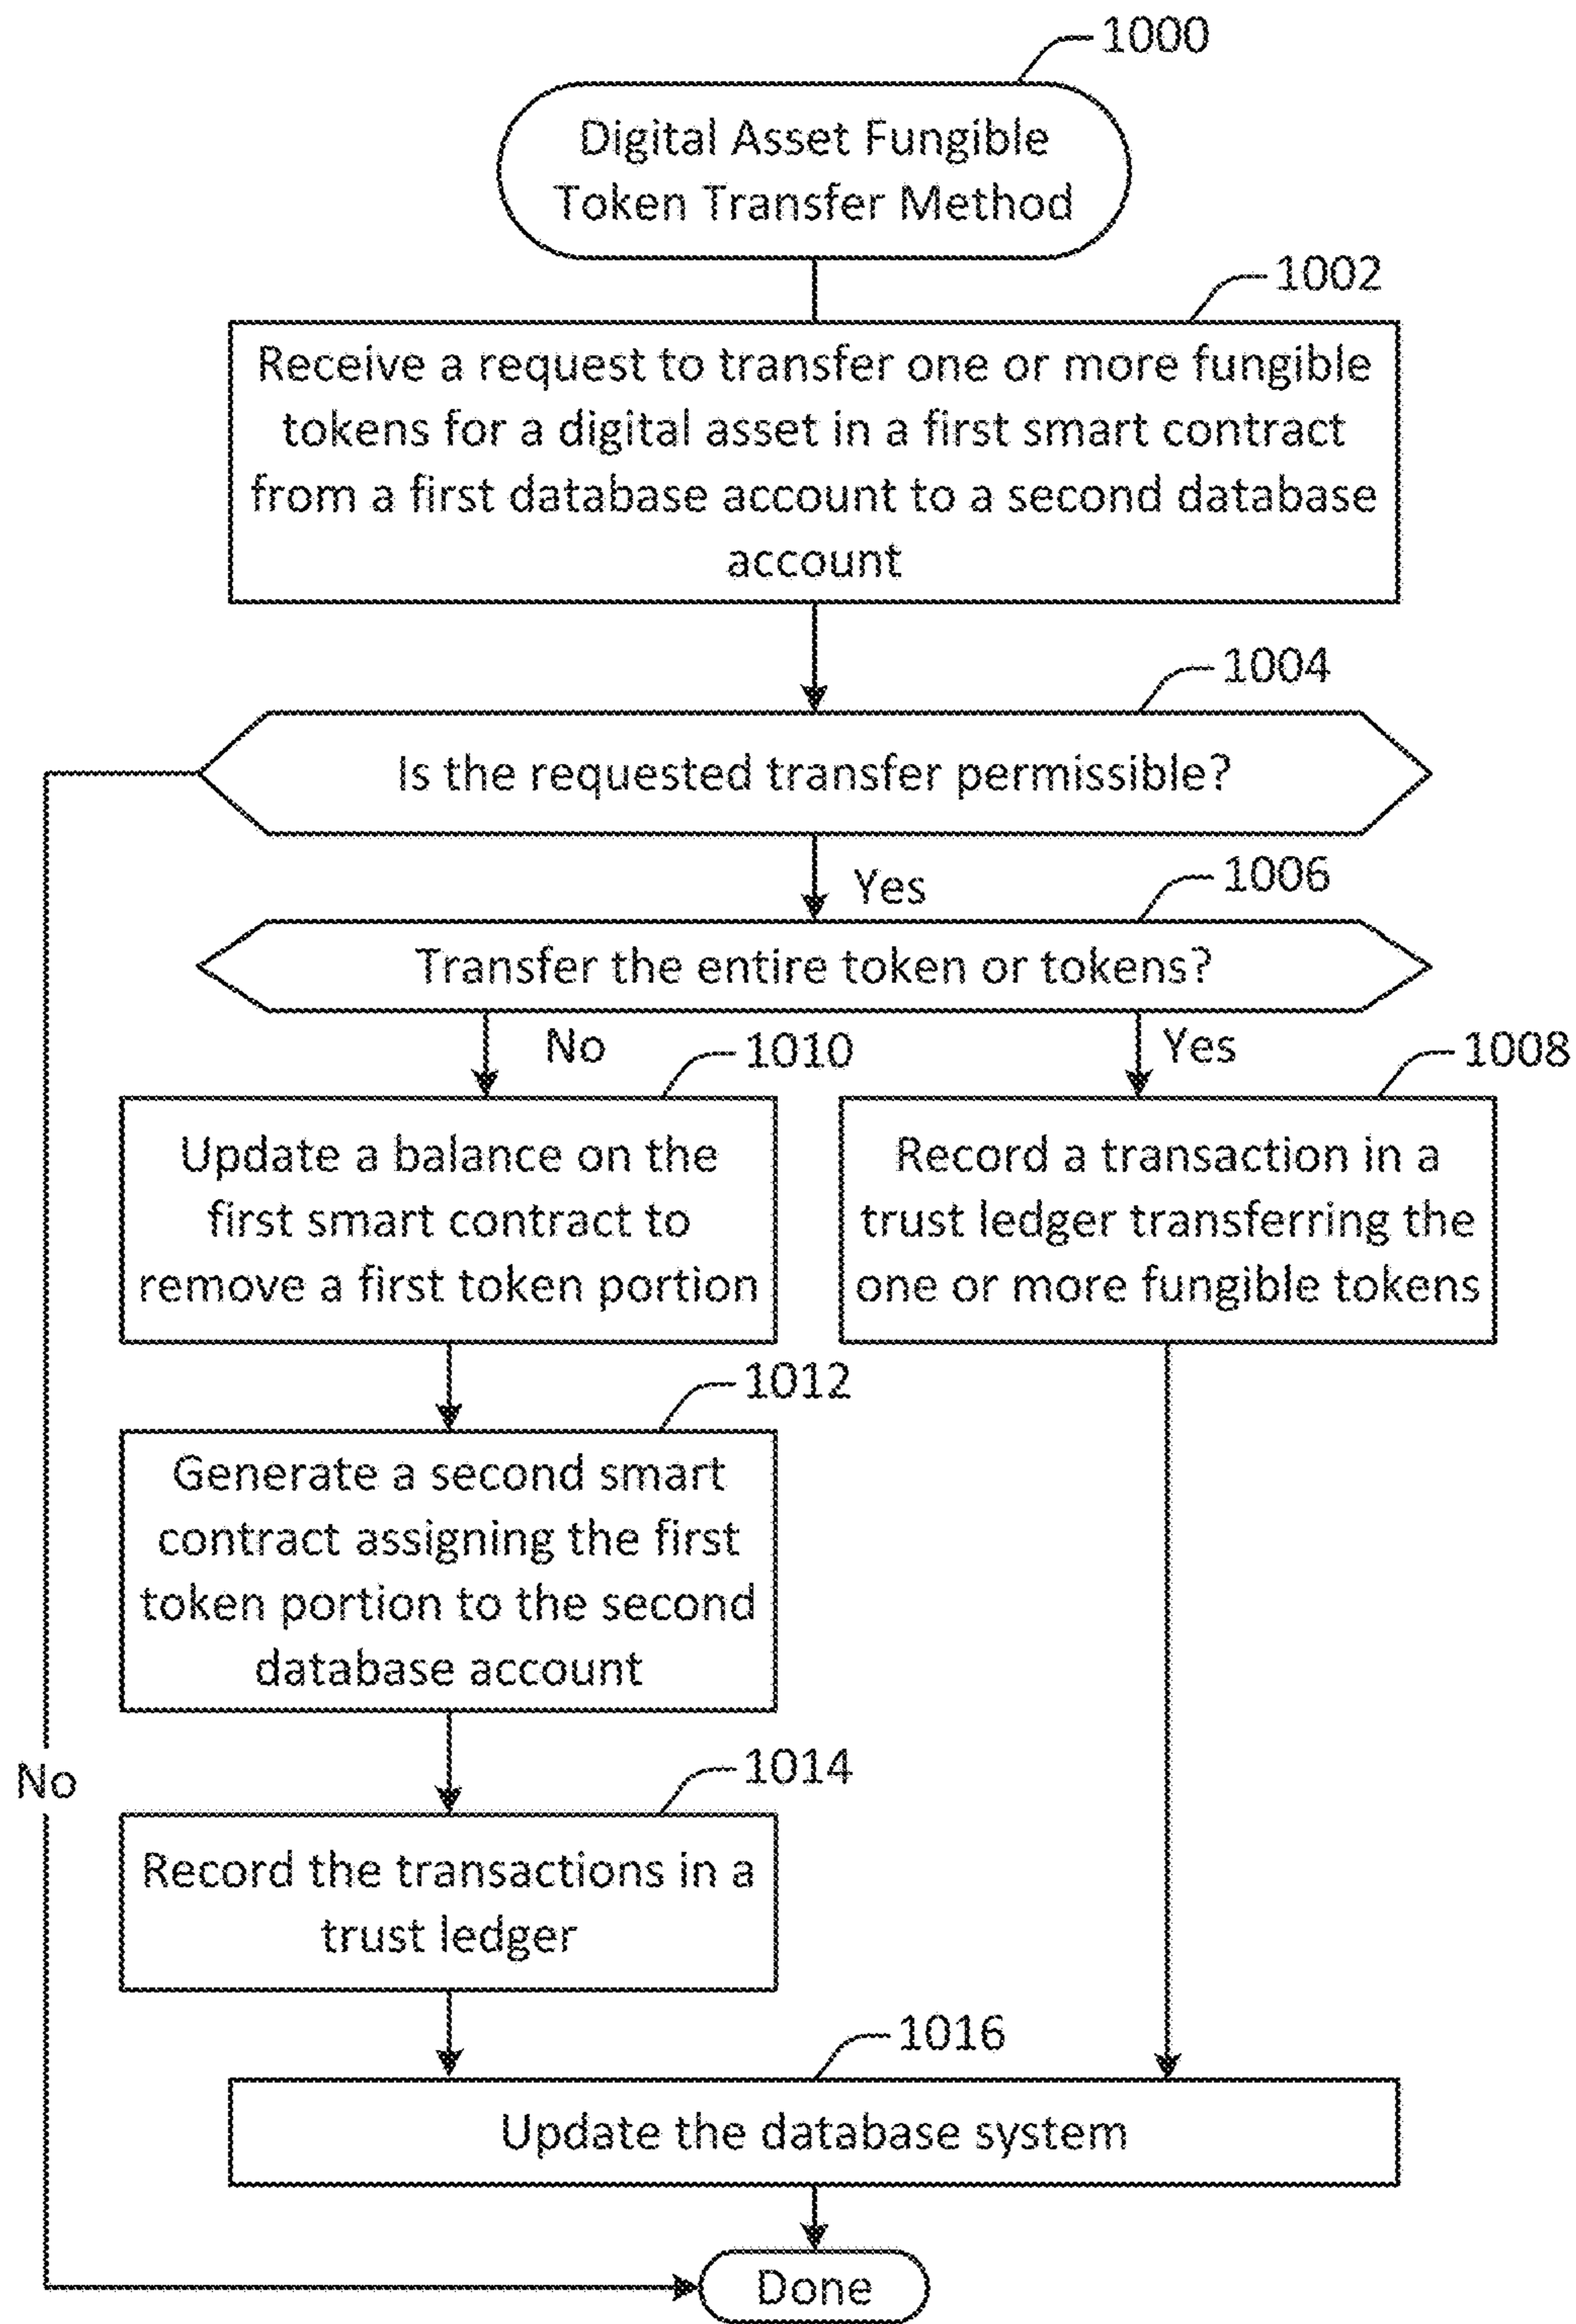 1000
Digital Asset Fungible
Token Transfer Method
1002
Receive a request to transfer one or more fungible
tokens for a digital asset in a first smart contract
from a first database account to a second database
account
1004
Is the requested transfer permissible?
Yes
1006
Transfer the entire token or tokens?
No
1010
Yes
1008
Update a balance on the
first smart contract to
remove a first token portion
Record a transaction in a
trust ledger transferring the
one or more fungible tokens
1012
Generate a second smart
contract assigning the first
token portion to the second
database account
No
1014
Record the transactions in a
trust ledger
1016
Update the database system
Done